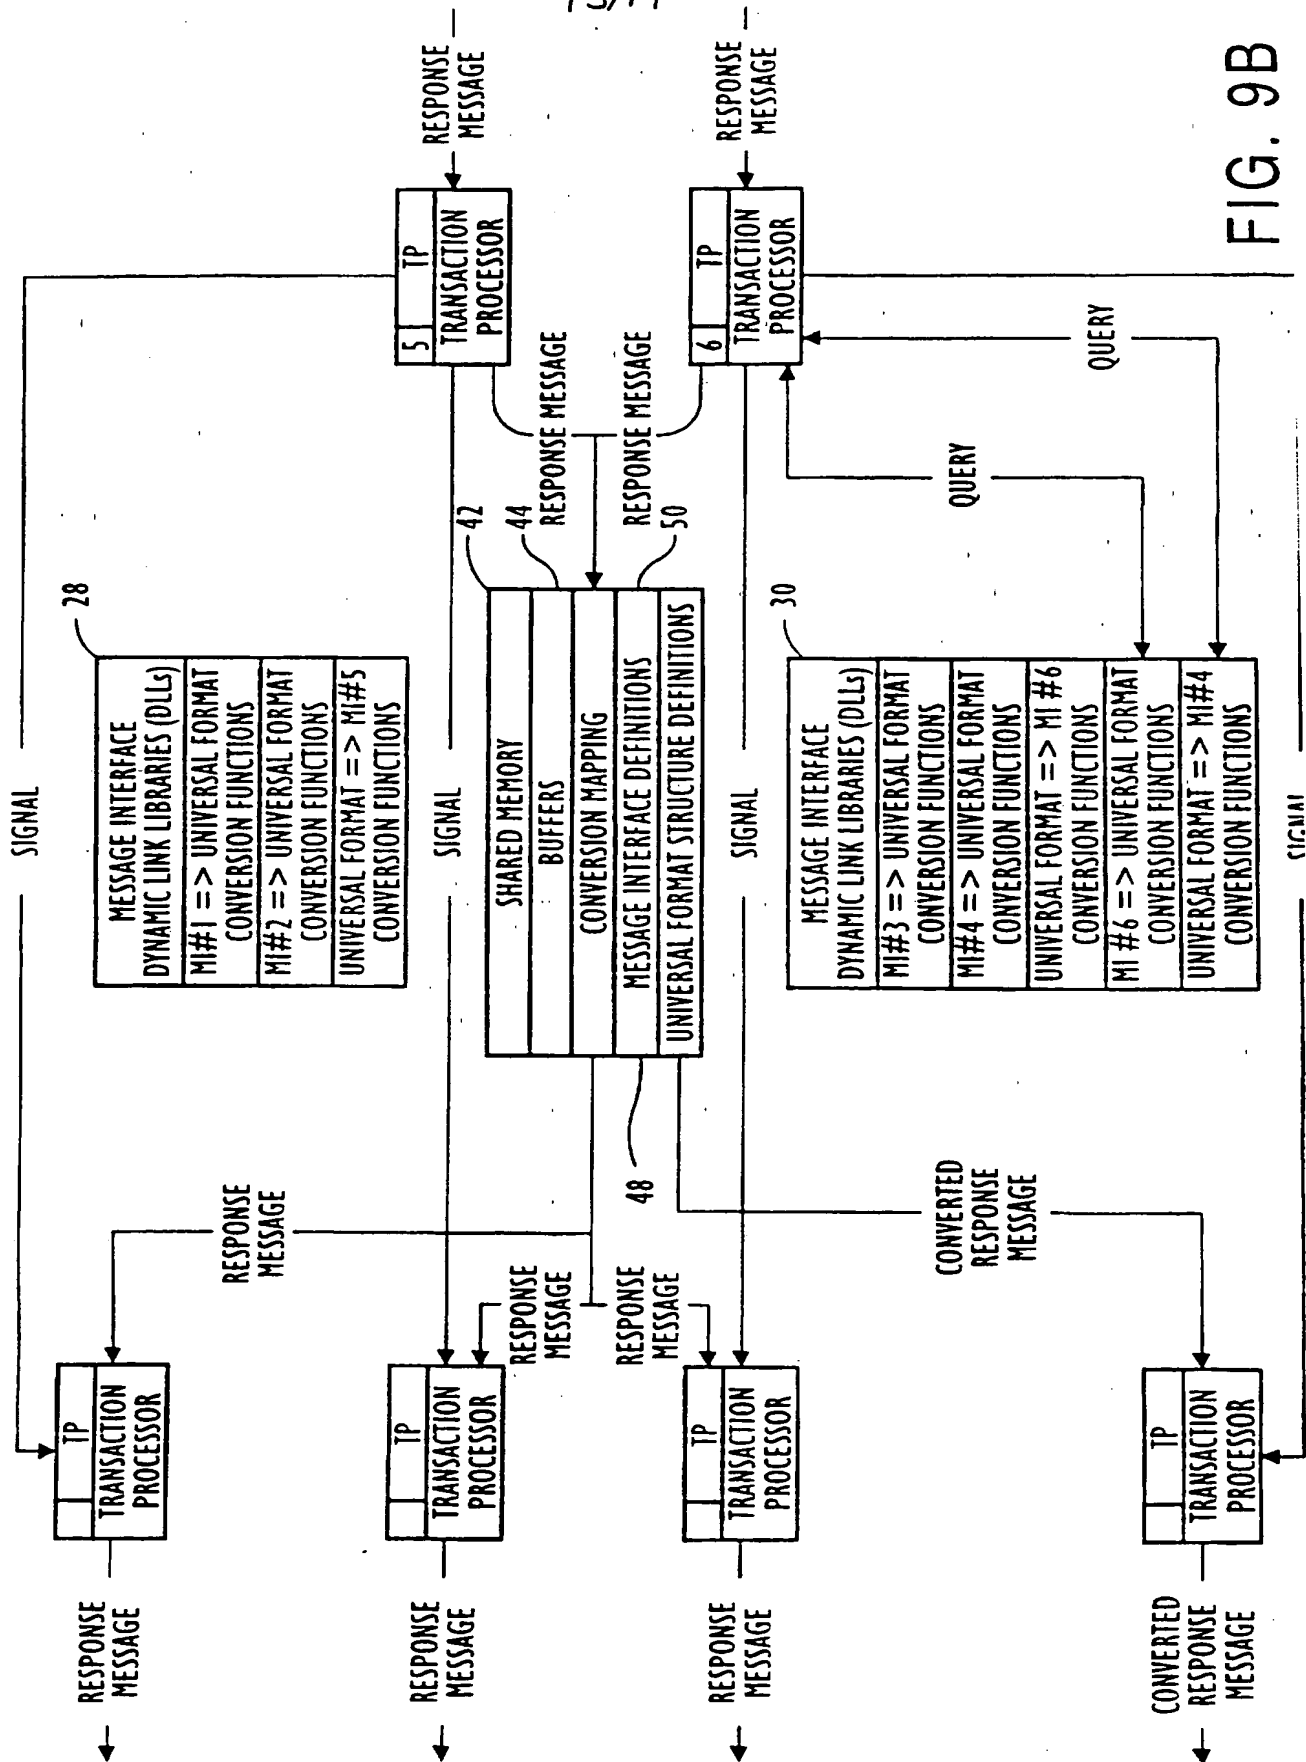 SIGNAL
RESPONSE
MESSAGE
TP
TRANSACTION
PROCESSOR
RESPONSE
MESSAGE
28
MESSAGE INTERFACE
DYNAMIC LINK LIBRARIES (DLLs)
MI#1 => UNIVERSAL FORMAT
CONVERSION FUNCTIONS
MI#2 => UNIVERSAL FORMAT
CONVERSION FUNCTIONS
UNIVERSAL FORMAT => MI#5
CONVERSION FUNCTIONS
RESPONSE
MESSAGE
TP
TRANSACTION
PROCESSOR
SIGNAL
5 TP
TRANSACTION
PROCESSOR
RESPONSE
MESSAGE
RESPONSE
MESSAGE
RESPONSE
MESSAGE
42
44
50
48
SHARED MEMORY
BUFFERS
CONVERSION MAPPING
MESSAGE INTERFACE DEFINITIONS
UNIVERSAL FORMAT STRUCTURE DEFINITIONS
RESPONSE MESSAGE
RESPONSE MESSAGE
RESPONSE
MESSAGE
TP
TRANSACTION
PROCESSOR
SIGNAL
6 TP
TRANSACTION
PROCESSOR
RESPONSE
MESSAGE
30
MESSAGE INTERFACE
DYNAMIC LINK LIBRARIES (DLLs)
MI#3 => UNIVERSAL FORMAT
CONVERSION FUNCTIONS
MI#4 => UNIVERSAL FORMAT
CONVERSION FUNCTIONS
UNIVERSAL FORMAT => MI #6
CONVERSION FUNCTIONS
MI #6 => UNIVERSAL FORMAT
CONVERSION FUNCTIONS
UNIVERSAL FORMAT => MI#4
CONVERSION FUNCTIONS
QUERY
QUERY
CONVERTED
RESPONSE
MESSAGE
CONVERTED
RESPONSE
MESSAGE
TP
TRANSACTION
PROCESSOR
SIGNAL
FIG. 9B